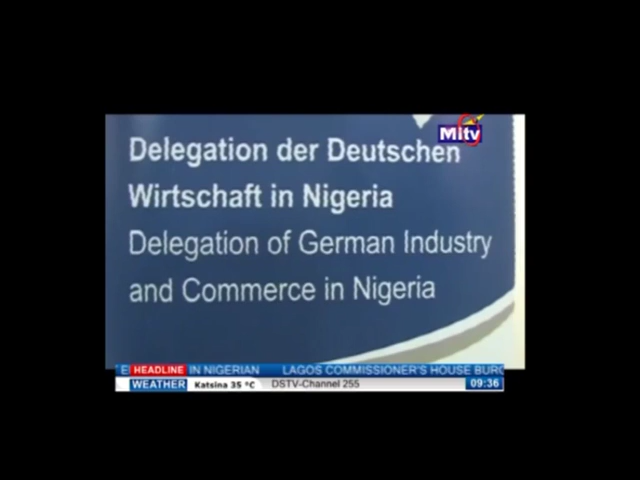 MItv
Delegation der Deutschen
Wirtschaft in Nigeria
Delegation of German Industry
and Commerce in Nigeria
HEADLINE IN NIGERIAN LAGOS COMMISSIONER'S HOUSE
WEATHER Katsina 35 °C DSTV-Channel 255 09:36